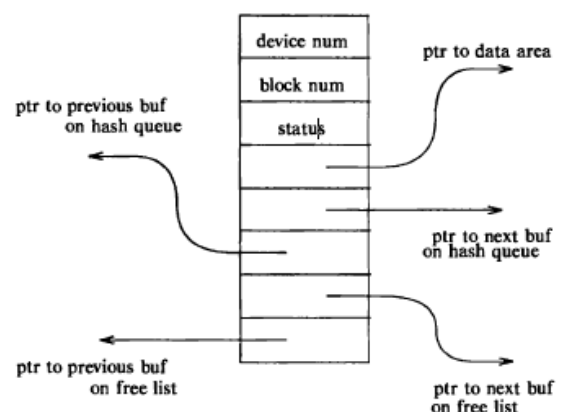 device num
ptr to data area
block num
ptr to previous buf
on hash queue
status
ptr to next buf
on hash queue
ptr to previous buf
on free list
ptr to next buf
on free list